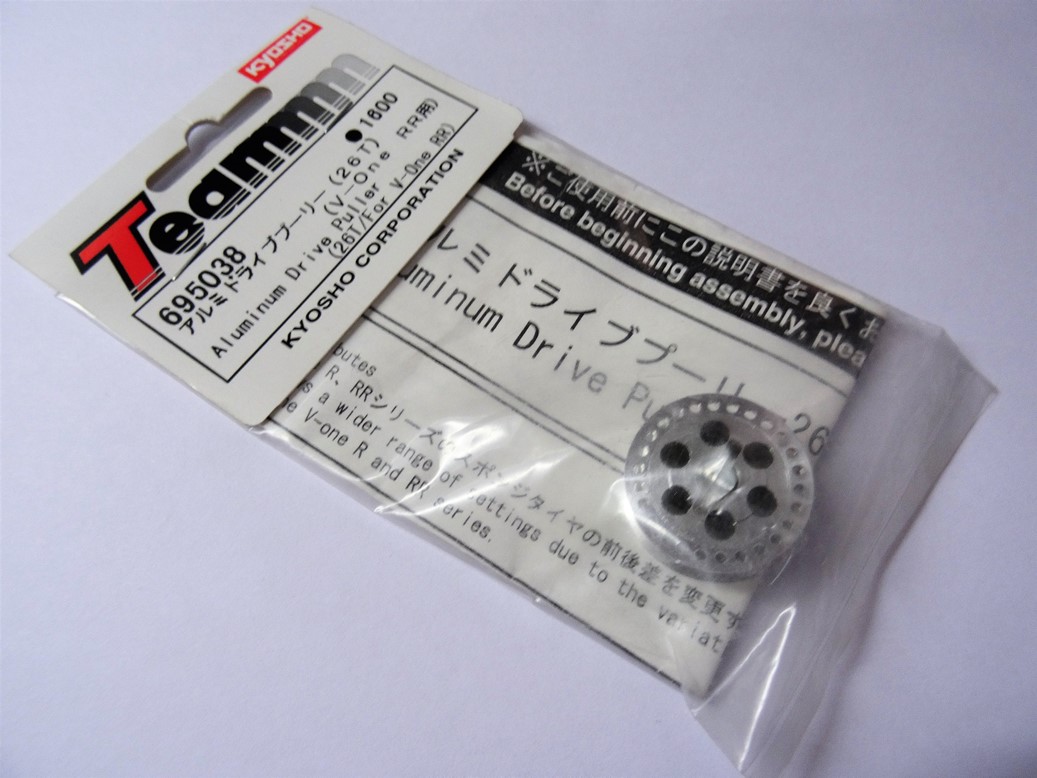 KYOSHO
Team
695038 ●1600
アルミドライブプーリー (26T) (V-One RR用)
Aluminum Drive Puller (26T/For V-One RR)
KYOSHO CORPORATION
※ご使用前にこの説明書を良くお
Before beginning assembly, plea
レミドライブプーリ 26
uminum Drive Pu
butes
R、RRシリーズのスポンジタイヤの前後差を変更す
s a wider range of settings due to the variat
e V-one R and RR series.